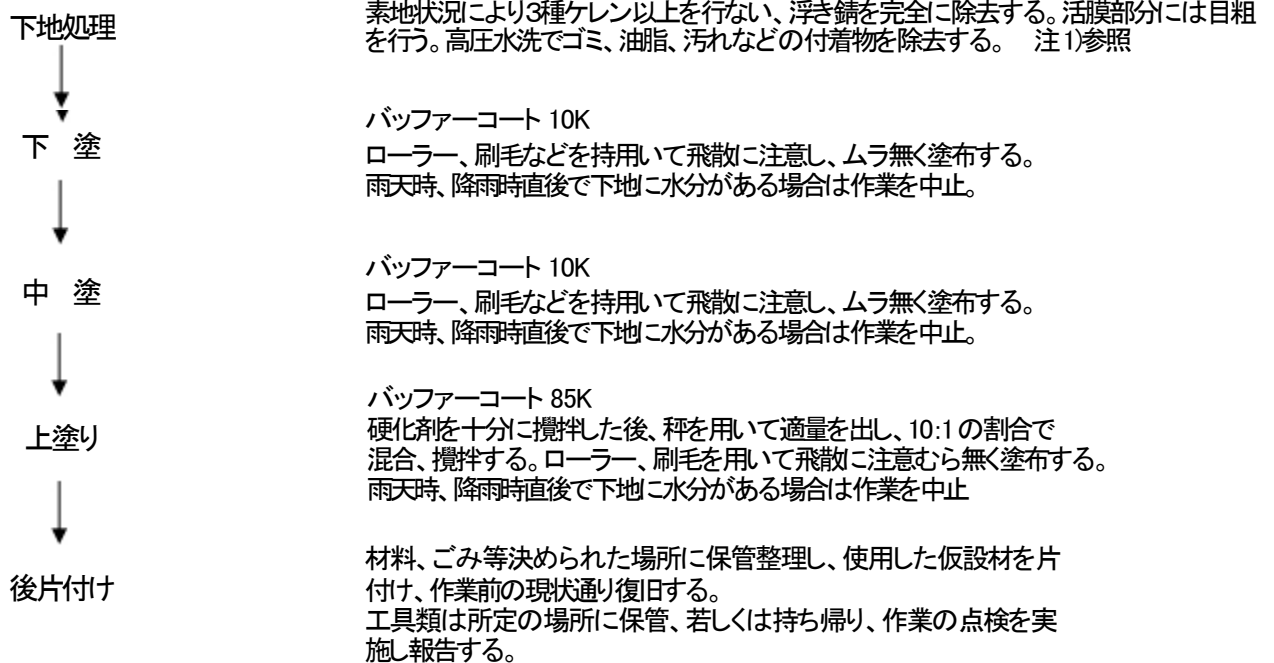 下地処理
素地状況により3種ケレン以上を行ない、浮き錆を完全に除去する。活膜部分には目粗
を行う。高圧水洗でゴミ、油脂、汚れなどの付着物を除去する。　注1)参照
下　塗
バッファーコート 10K
ローラー、刷毛などを持用いて飛散に注意し、ムラ無く塗布する。
雨天時、降雨時直後で下地に水分がある場合は作業を中止。
中　塗
バッファーコート 10K
ローラー、刷毛などを持用いて飛散に注意し、ムラ無く塗布する。
雨天時、降雨時直後で下地に水分がある場合は作業を中止。
上塗り
バッファーコート 85K
硬化剤を十分に攪拌した後、秤を用いて適量を出し、10:1の割合で
混合、攪拌する。ローラー、刷毛を用いて飛散に注意むら無く塗布する。
雨天時、降雨時直後で下地に水分がある場合は作業を中止
後片付け
材料、ごみ等決められた場所に保管整理し、使用した仮設材を片
付け、作業前の現状通り復旧する。
工具類は所定の場所に保管、若しくは持ち帰り、作業の点検を実
施し報告する。